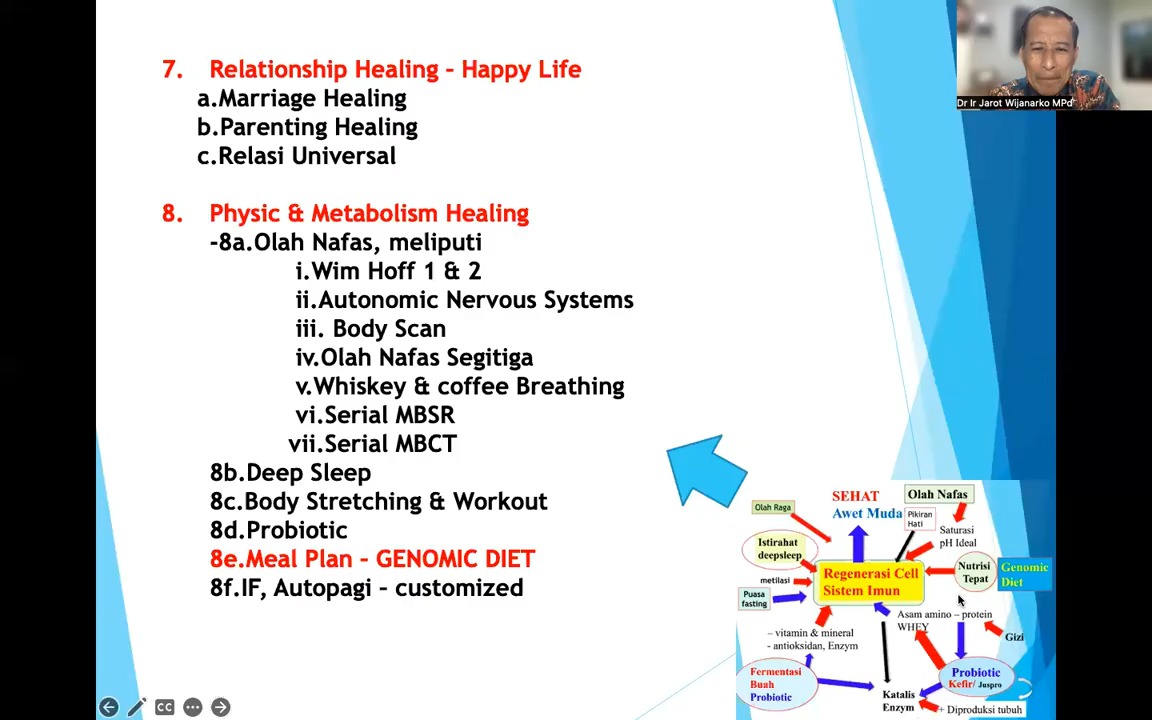 7. Relationship Healing – Happy Life
a.Marriage Healing
b.Parenting Healing
c.Relasi Universal
8. Physic & Metabolism Healing
-8a.Olah Nafas, meliputi
i.Wim Hoff 1 & 2
ii.Autonomic Nervous Systems
iii. Body Scan
iv.Olah Nafas Segitiga
v.Whiskey & coffee Breathing
vi.Serial MBSR
vii.Serial MBCT
8b.Deep Sleep
8c.Body Stretching & Workout
8d.Probiotic
8e.Meal Plan – GENOMIC DIET
8f.IF, Autopagi – customized
Dr Ir Jarot Wijanarko MPd
SEHAT
Awet Muda
Olah Nafas
Olah Raga
Pikiran
Hati
Saturasi
pH Ideal
Istirahat
deepsleep
Regenerasi Cell
Sistem Imun
Nutrisi
Tepat
Genomic
Diet
metilasi
Puasa
fasting
Asam amino – protein
WHEY
Gizi
– vitamin & mineral
- antioksidan, Enzym
Fermentasi
Buah
Probiotic
Probiotic
Kefir/ Juspro
Katalis
Enzym
+ Diproduksi tubuh
CC